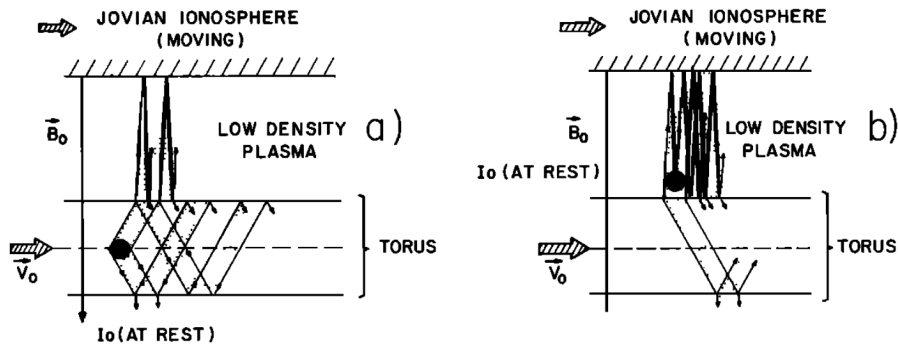 JOVIAN IONOSPHERE
(MOVING)
B₀
LOW DENSITY
PLASMA
a)
V₀
TORUS
Io (AT REST)
JOVIAN IONOSPHERE
(MOVING)
B₀
LOW DENSITY
PLASMA
b)
Io (AT REST)
V₀
TORUS